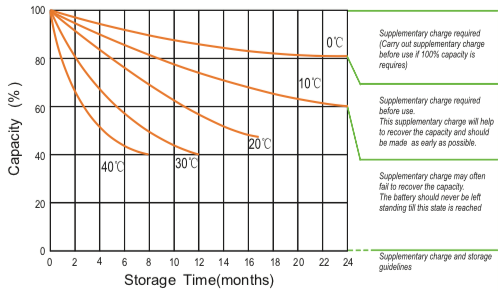 100
80
60
40
20
0
Capacity (%)
0 2 4 6 8 10 12 14 16 18 20 22 24
Storage Time(months)
0℃
10℃
20℃
30℃
40℃
Supplementary charge required
(Carry out supplementary charge
before use if 100% capacity is
requires)
Supplementary charge required
before use.
This supplementary charge will help
to recover the capacity and should
be made as early as possible.
Supplementary charge may often
fail to recover the capacity.
The battery should never be left
standing till this state is reached
Supplementary charge and storage
guidelines